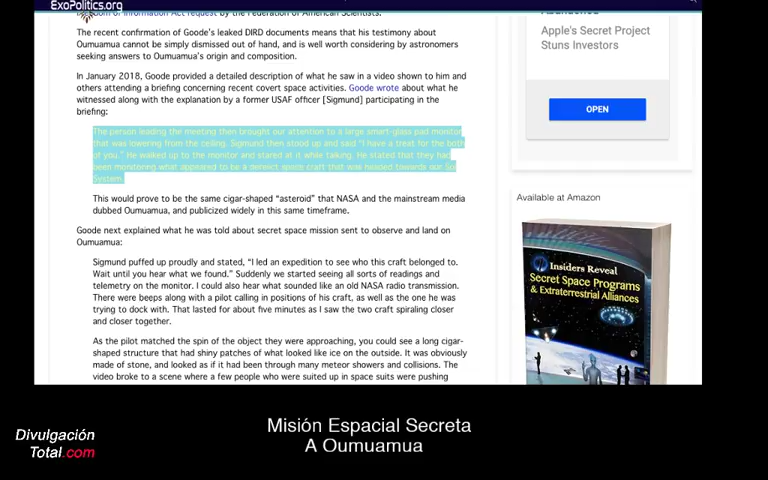 ExoPolitics.org
dom of Information Act request by the Federation of American Scientists.
The recent confirmation of Goode's leaked DIRD documents means that his testimony about
Oumuamua cannot be simply dismissed out of hand, and is well worth considering by astronomers
seeking answers to Oumuamua's origin and composition.
In January 2018, Goode provided a detailed description of what he saw in a video shown to him and
others attending a briefing concerning recent covert space activities. Goode wrote about what he
witnessed along with the explanation by a former USAF officer [Sigmund] participating in the
briefing:
The person leading the meeting then brought our attention to a large smart-glass pad monitor
that was lowering from the ceiling. Sigmund then stood up and said "I have a treat for the both
of you." He walked up to the monitor and stared at it while talking. He stated that they had
been monitoring what appeared to be a derelict space craft that was headed towards our Sol
System.
This would prove to be the same cigar-shaped "asteroid" that NASA and the mainstream media
dubbed Oumuamua, and publicized widely in this same timeframe.
Goode next explained what he was told about secret space mission sent to observe and land on
Oumuamua:
Sigmund puffed up proudly and stated, "I led an expedition to see who this craft belonged to.
Wait until you hear what we found." Suddenly we started seeing all sorts of readings and
telemetry on the monitor. I could also hear what sounded like an old NASA radio transmission.
There were beeps along with a pilot calling in positions of his craft, as well as the one he was
trying to dock with. That lasted for about five minutes as I saw the two craft spiraling closer
and closer together.
As the pilot matched the spin of the object they were approaching, you could see a long cigar-
shaped structure that had shiny patches of what looked like ice on the outside. It was obviously
made of stone, and looked as if it had been through many meteor showers and collisions. The
video broke to a scene where a few people who were suited up in space suits were pushing
Apple's Secret Project
Stuns Investors
OPEN
Available at Amazon
Insiders Reveal
Secret Space Programs
& Extraterrestrial Alliances
Misión Espacial Secreta
A Oumuamua
Divulgación
Total.com